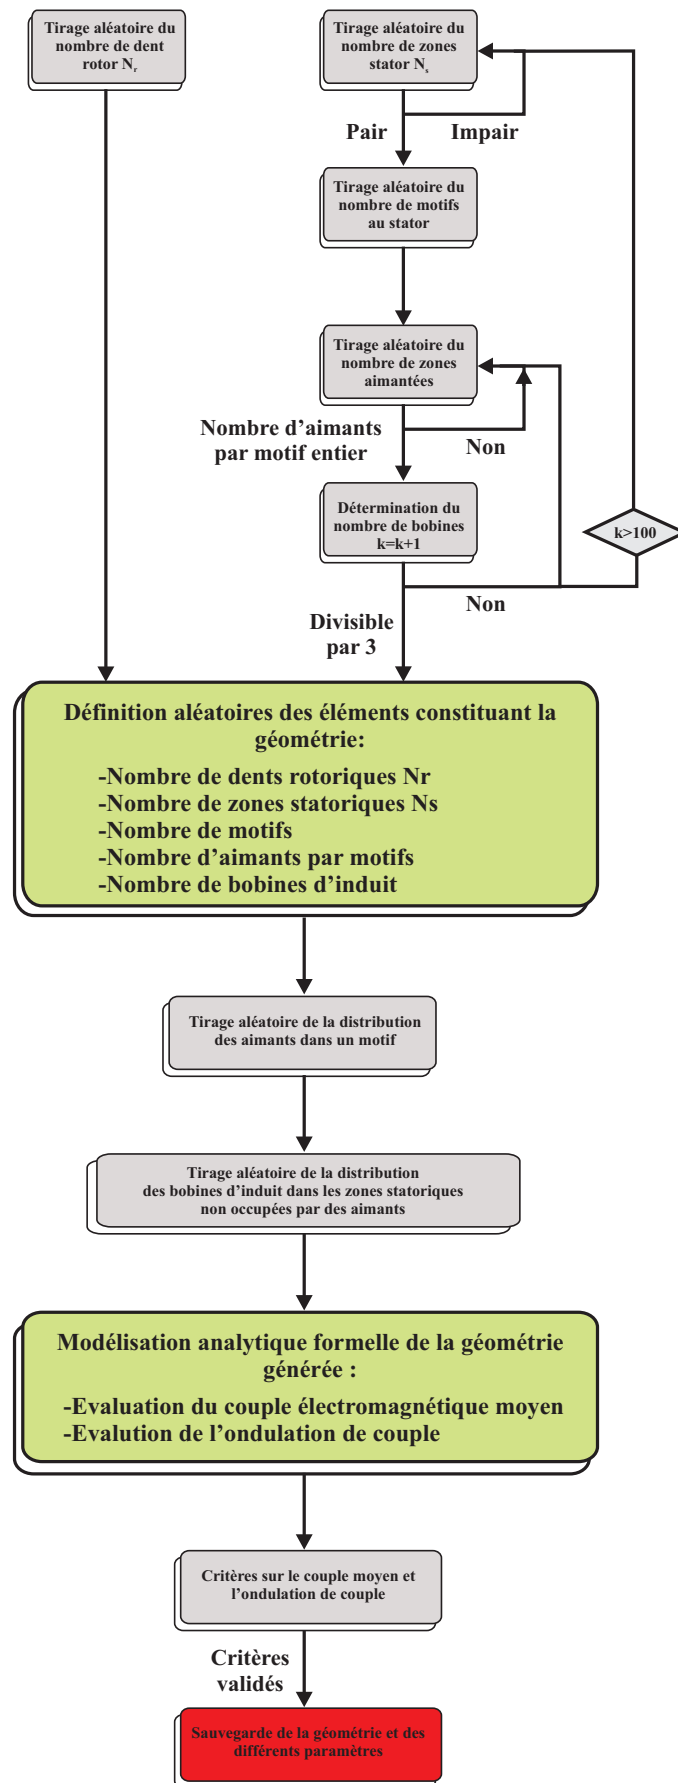 Tirage aléatoire du
nombre de dent
rotor Nr
Tirage aléatoire du
nombre de zones
stator Ns
Pair
Impair
Tirage aléatoire du
nombre de motifs
au stator
Tirage aléatoire du
nombre de zones
aimantées
Nombre d'aimants
par motif entier
Non
Détermination du
nombre de bobines
k=k+1
k>100
Non
Divisible
par 3
Définition aléatoires des éléments constituant la
géométrie:
-Nombre de dents rotoriques Nr
-Nombre de zones statoriques Ns
-Nombre de motifs
-Nombre d'aimants par motifs
-Nombre de bobines d'induit
Tirage aléatoire de la distribution
des aimants dans un motif
Tirage aléatoire de la distribution
des bobines d'induit dans les zones statoriques
non occupées par des aimants
Modélisation analytique formelle de la géométrie
générée :
-Evaluation du couple électromagnétique moyen
-Evalution de l'ondulation de couple
Critères sur le couple moyen et
l'ondulation de couple
Critères
validés
Sauvegarde de la géométrie et des
différents paramètres